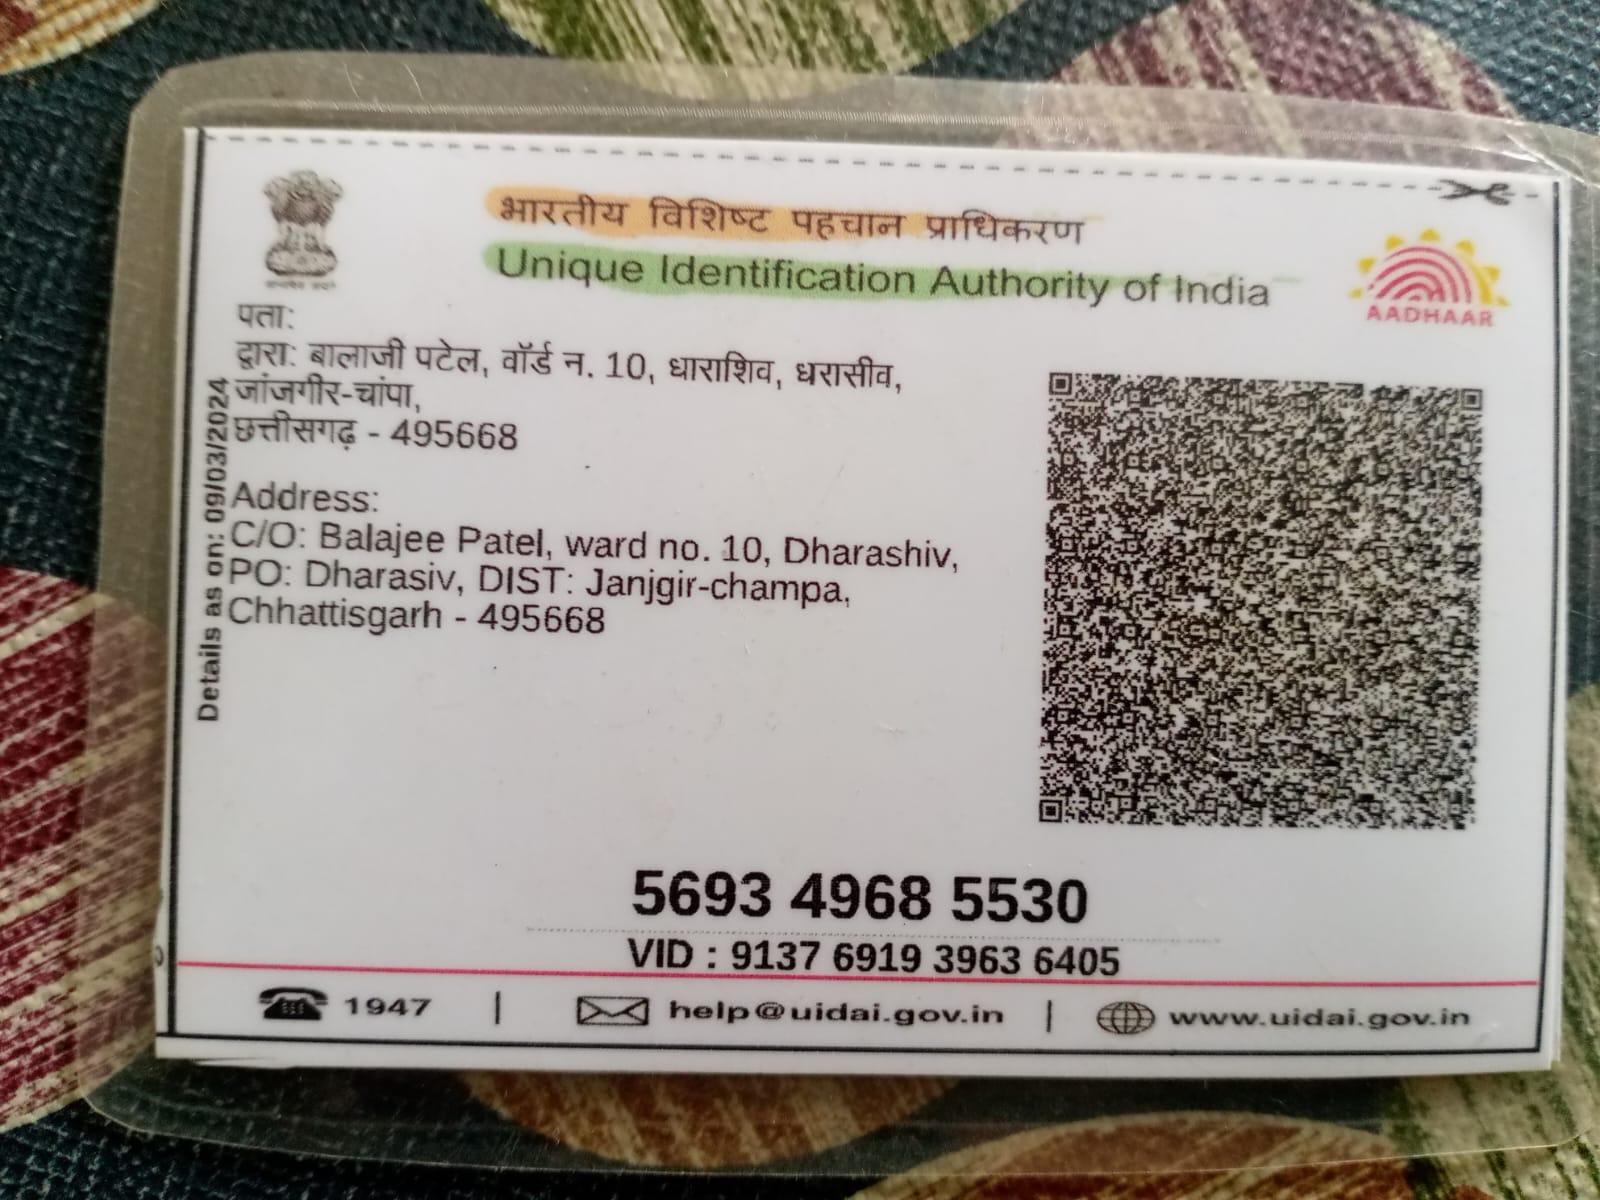 भारतीय विशिष्ट पहचान प्राधिकरण
Unique Identification Authority of India
AADHAAR
पता:
द्वारा: बालाजी पटेल, वॉर्ड न. 10, धाराशिव, धरासीव,
जांजगीर-चांपा,
छत्तीसगढ़ - 495668
Address:
C/O: Balajee Patel, ward no. 10, Dharashiv,
PO: Dharasiv, DIST: Janjgir-champa,
Chhattisgarh - 495668
Details as on: 09/03/2024
5693 4968 5530
VID : 9137 6919 3963 6405
1947 | help@uidai.gov.in | www.uidai.gov.in